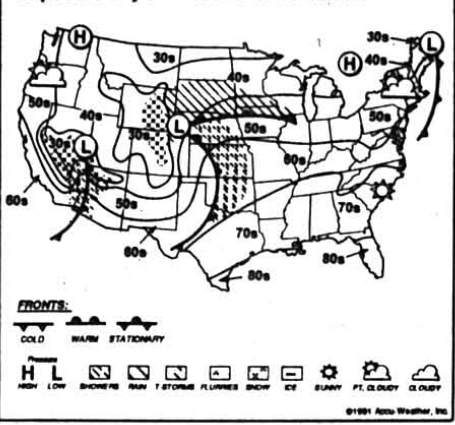 H
30s
30s
L
40s
H
40s
50s
40s
30s
L
50s
50s
30s
L
60s
60s
50s
70s
60s
70s
80s
80s
FRONTS:
COLD WARM STATIONARY
Pressure
H L
HIGH LOW SHOWERS RAIN T-STORMS FLURRIES SNOW ICE SUNNY PT. CLOUDY CLOUDY
©1991 Accu-Weather, Inc.